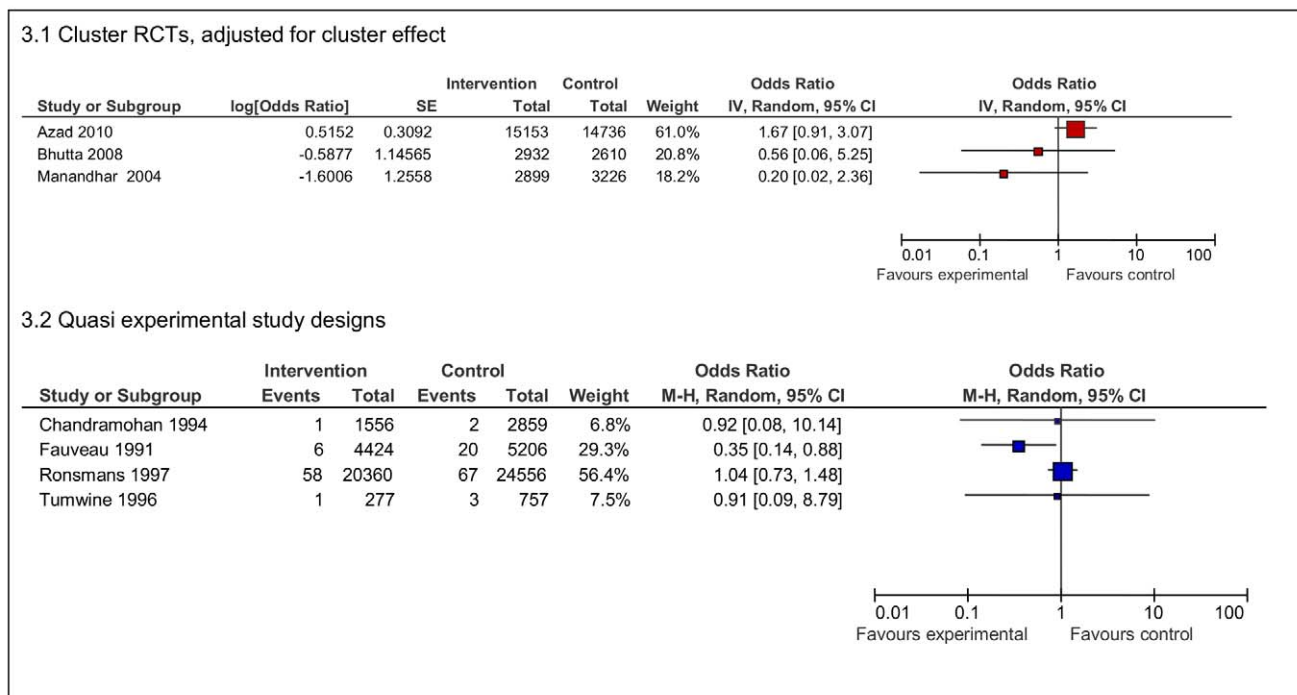 3.1 Cluster RCTs, adjusted for cluster effect
Intervention Control Odds Ratio Odds Ratio
Study or Subgroup log[Odds Ratio] SE Total Total Weight IV, Random, 95% CI IV, Random, 95% CI
Azad 2010 0.5152 0.3092 15153 14736 61.0% 1.67 [0.91, 3.07]
Bhutta 2008 -0.5877 1.14565 2932 2610 20.8% 0.56 [0.06, 5.25]
Manandhar 2004 -1.6006 1.2558 2899 3226 18.2% 0.20 [0.02, 2.36]
0.01 0.1 1 10 100
Favours experimental Favours control
3.2 Quasi experimental study designs
Intervention Control Odds Ratio Odds Ratio
Study or Subgroup Events Total Events Total Weight M-H, Random, 95% CI M-H, Random, 95% CI
Chandramohan 1994 1 1556 2 2859 6.8% 0.92 [0.08, 10.14]
Fauveau 1991 6 4424 20 5206 29.3% 0.35 [0.14, 0.88]
Ronsmans 1997 58 20360 67 24556 56.4% 1.04 [0.73, 1.48]
Tumwine 1996 1 277 3 757 7.5% 0.91 [0.09, 8.79]
0.01 0.1 1 10 100
Favours experimental Favours control